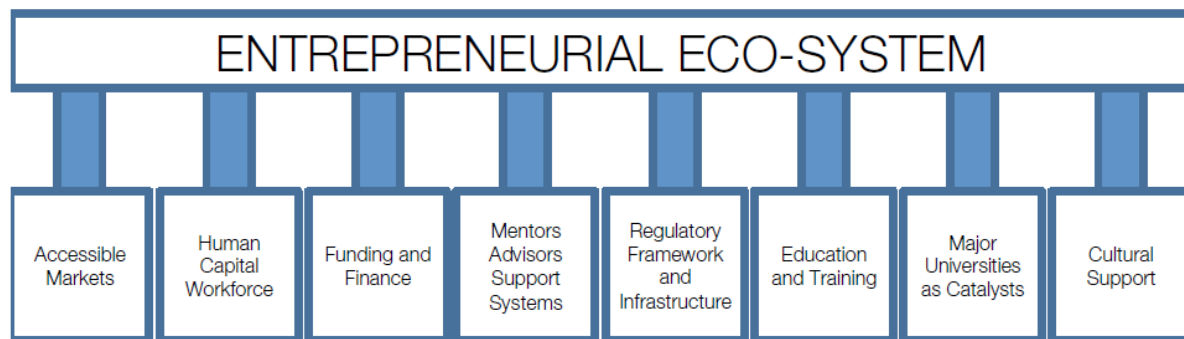 ENTREPRENEURIAL ECO-SYSTEM
Accessible
Markets
Human
Capital
Workforce
Funding and
Finance
Mentors
Advisors
Support
Systems
Regulatory
Framework
and
Infrastructure
Education
and Training
Major
Universities
as Catalysts
Cultural
Support